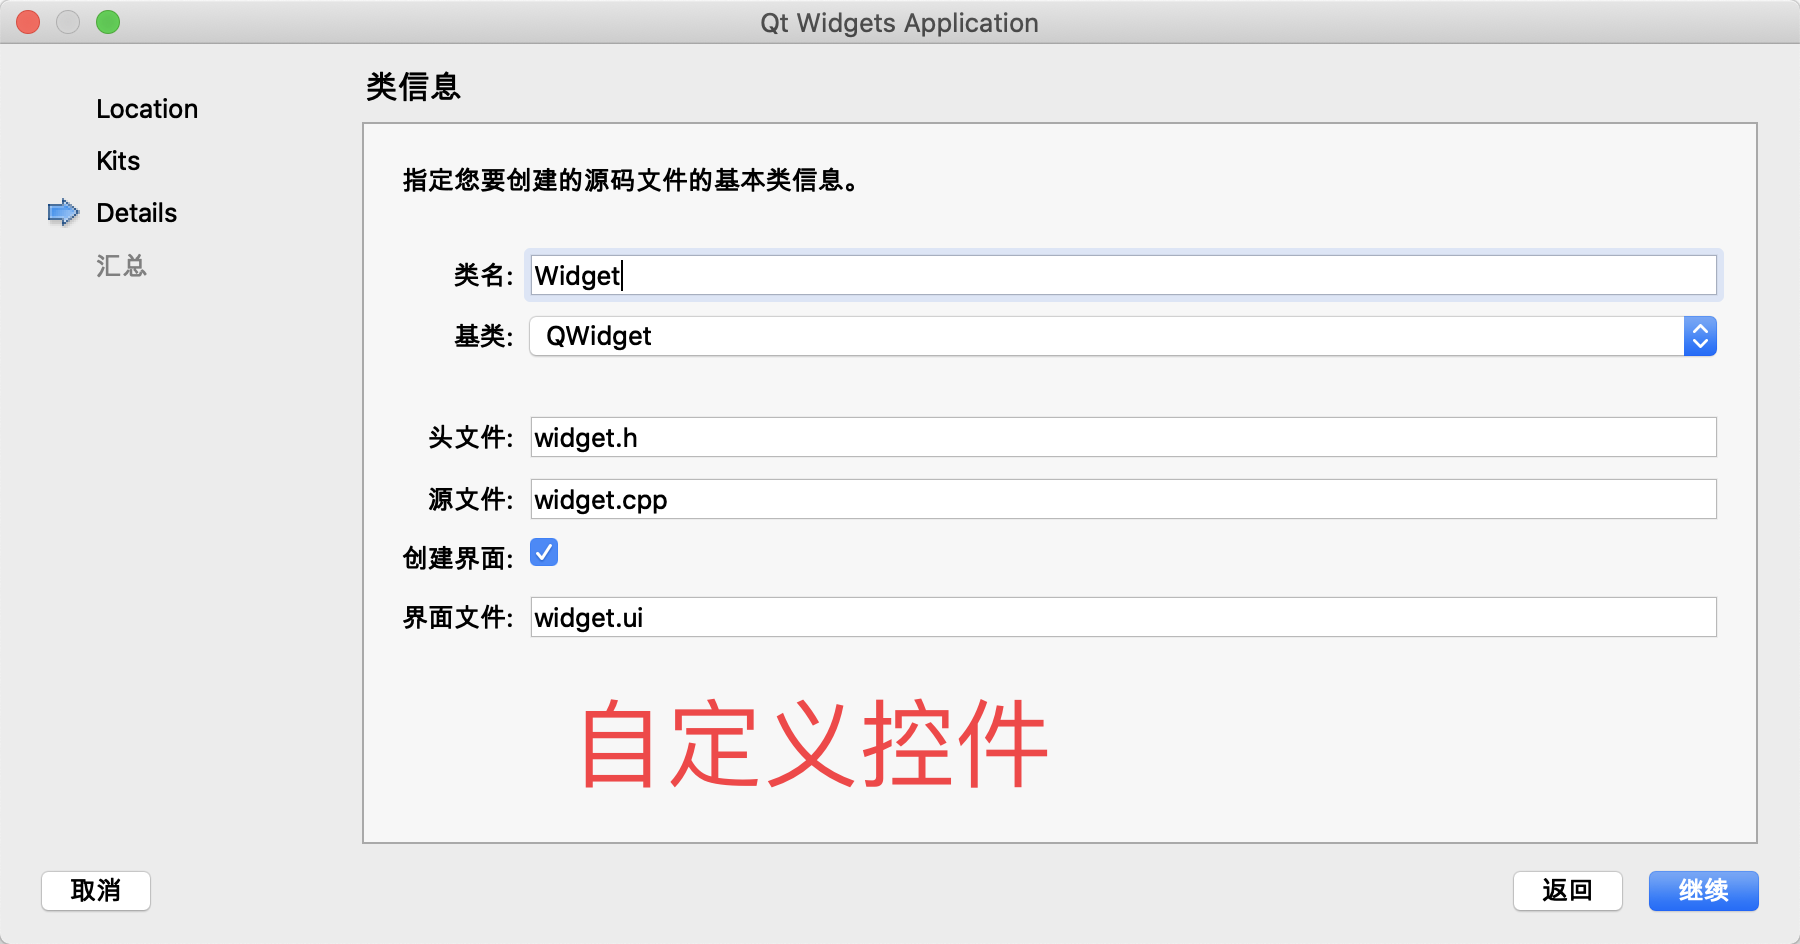 Qt Widgets Application
Location
Kits
Details
汇总
类信息
指定您要创建的源码文件的基本类信息。
类名: Widget
基类: QWidget
头文件: widget.h
源文件: widget.cpp
创建界面:
界面文件: widget.ui
自定义控件
取消
返回
继续